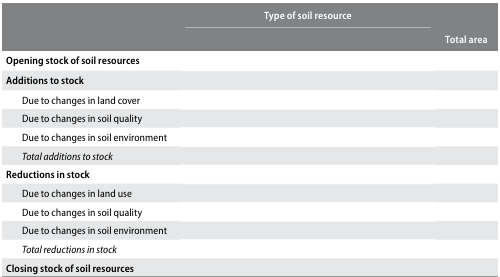 Type of soil resource
Total area
Opening stock of soil resources
Additions to stock
Due to changes in land cover
Due to changes in soil quality
Due to changes in soil environment
Total additions to stock
Reductions in stock
Due to changes in land use
Due to changes in soil quality
Due to changes in soil environment
Total reductions in stock
Closing stock of soil resources